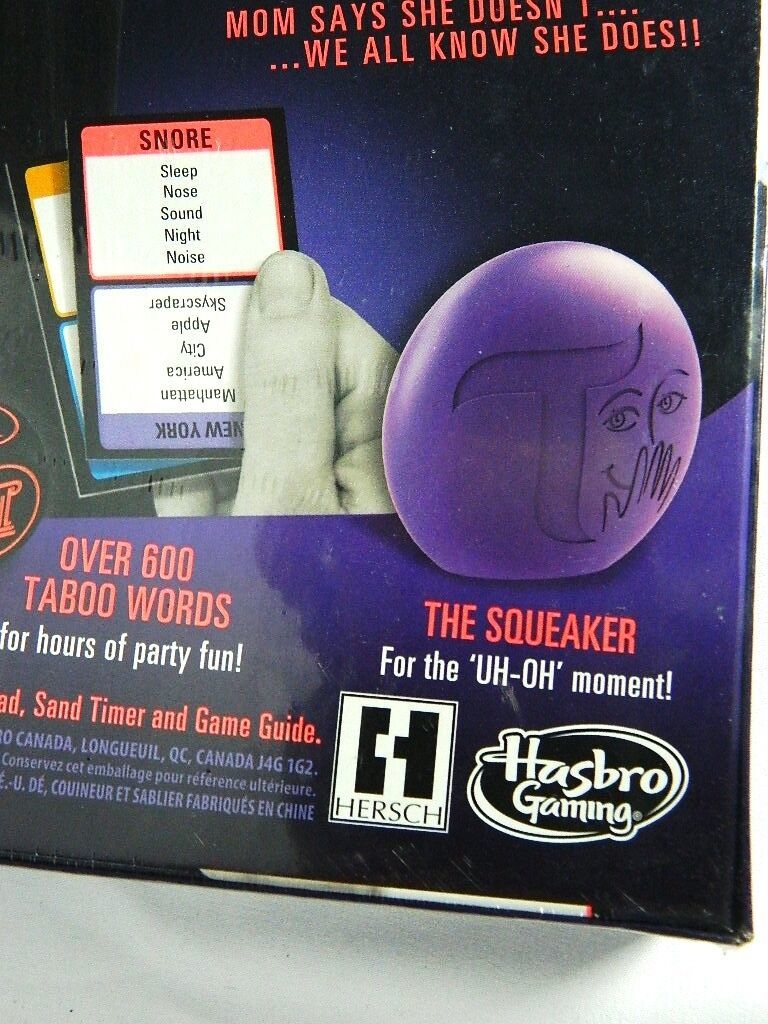 MOM SAYS SHE DOESN'T....
...WE ALL KNOW SHE DOES!!
SNORE
Sleep
Nose
Sound
Night
Noise
Skyscraper
Apple
City
America
Manhattan
NEW YORK
T
OVER 600
TABOO WORDS
for hours of party fun!
THE SQUEAKER
For the 'UH-OH' moment!
Sand Timer and Game Guide.
CANADA, LONGUEUIL, QC, CANADA J4G 1G2.
Conservez cet emballage pour référence ultérieure.
DÉ, COUINEUR ET SABLIER FABRIQUÉS EN CHINE
H
HERSCH
Hasbro
Gaming®